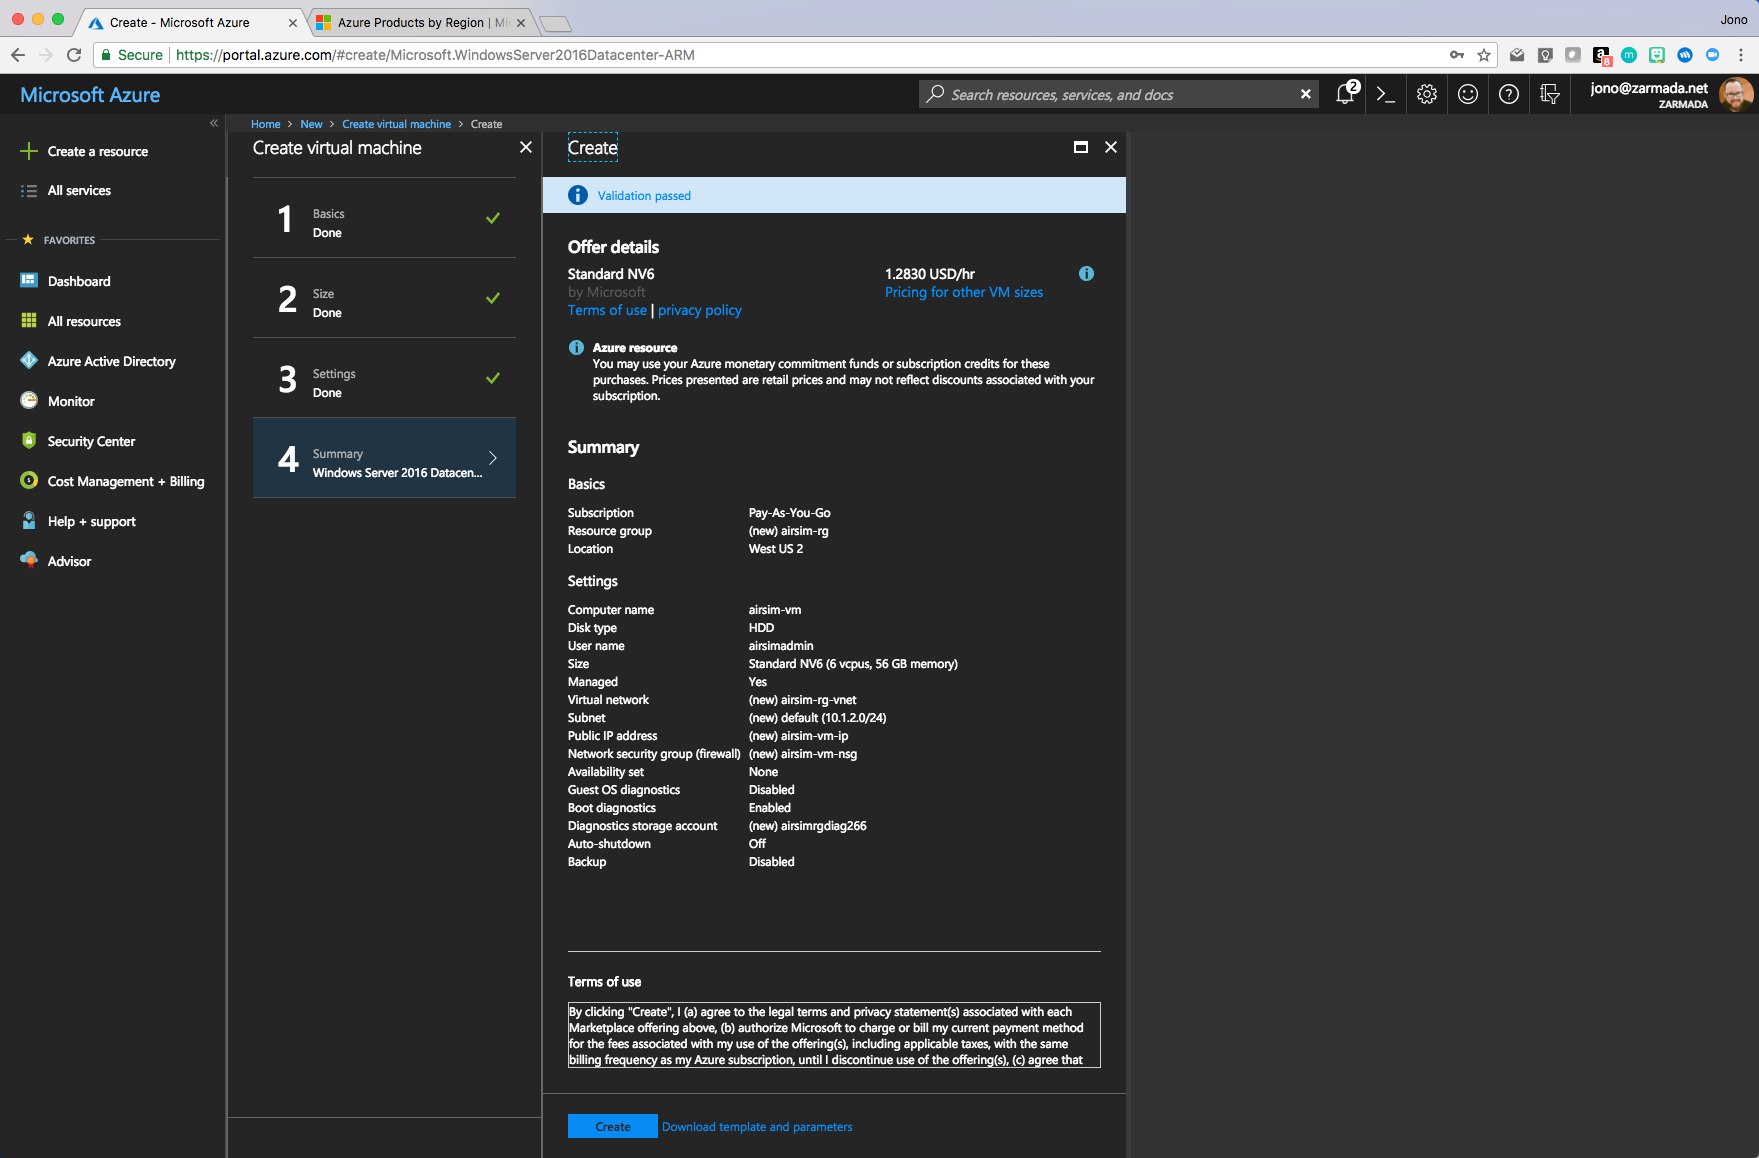 Create - Microsoft Azure
Azure Products by Region | Mi
Jono
Secure | https://portal.azure.com/#create/Microsoft.WindowsServer2016Datacenter-ARM
8
Microsoft Azure
Search resources, services, and docs
2
jono@zarmada.net
ZARMADA
Home > New > Create virtual machine > Create
Create a resource
All services
FAVORITES
Dashboard
All resources
Azure Active Directory
Monitor
Security Center
Cost Management + Billing
Help + support
Advisor
Create virtual machine
1 Basics
Done
2 Size
Done
3 Settings
Done
4 Summary
Windows Server 2016 Datacen...
Create
Validation passed
Offer details
Standard NV6
by Microsoft
Terms of use | privacy policy
1.2830 USD/hr
Pricing for other VM sizes
Azure resource
You may use your Azure monetary commitment funds or subscription credits for these
purchases. Prices presented are retail prices and may not reflect discounts associated with your
subscription.
Summary
Basics
Subscription Pay-As-You-Go
Resource group (new) airsim-rg
Location West US 2
Settings
Computer name airsim-vm
Disk type HDD
User name airsimadmin
Size Standard NV6 (6 vcpus, 56 GB memory)
Managed Yes
Virtual network (new) airsim-rg-vnet
Subnet (new) default (10.1.2.0/24)
Public IP address (new) airsim-vm-ip
Network security group (firewall) (new) airsim-vm-nsg
Availability set None
Guest OS diagnostics Disabled
Boot diagnostics Enabled
Diagnostics storage account (new) airsimrgdiag266
Auto-shutdown Off
Backup Disabled
Terms of use
By clicking "Create", I (a) agree to the legal terms and privacy statement(s) associated with each
Marketplace offering above, (b) authorize Microsoft to charge or bill my current payment method
for the fees associated with my use of the offering(s), including applicable taxes, with the same
billing frequency as my Azure subscription, until I discontinue use of the offering(s), (c) agree that
Create Download template and parameters